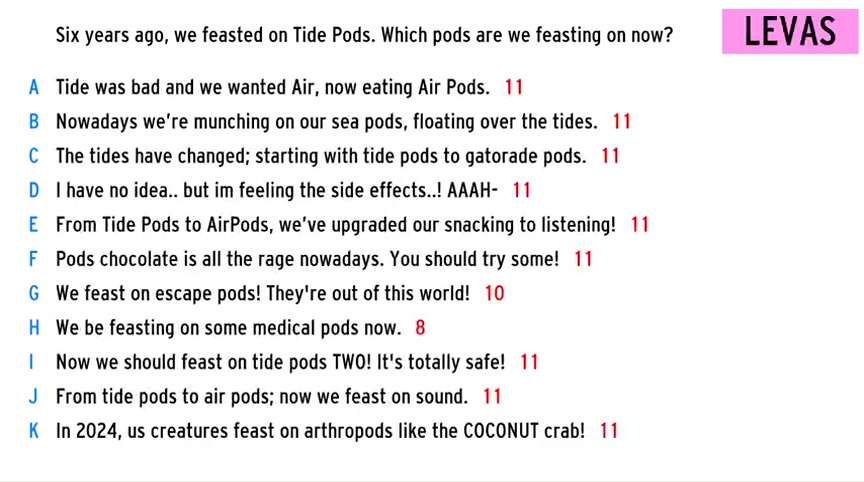 Six years ago, we feasted on Tide Pods. Which pods are we feasting on now?
LEVAS
A Tide was bad and we wanted Air, now eating Air Pods. 11
B Nowadays we're munching on our sea pods, floating over the tides. 11
C The tides have changed; starting with tide pods to gatorade pods. 11
D I have no idea.. but im feeling the side effects..! AAAH- 11
E From Tide Pods to AirPods, we've upgraded our snacking to listening! 11
F Pods chocolate is all the rage nowadays. You should try some! 11
G We feast on escape pods! They're out of this world! 10
H We be feasting on some medical pods now. 8
I Now we should feast on tide pods TWO! It's totally safe! 11
J From tide pods to air pods; now we feast on sound. 11
K In 2024, us creatures feast on arthropods like the COCONUT crab! 11